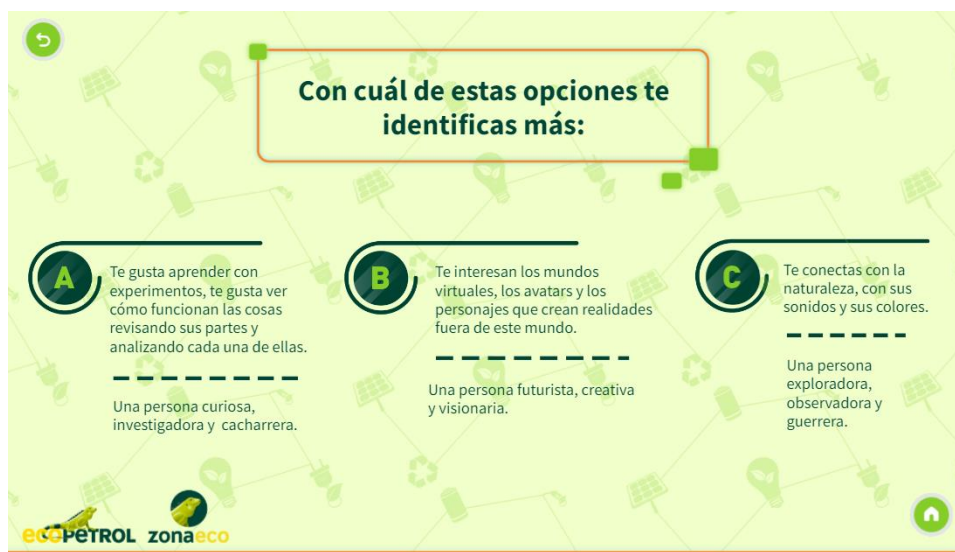 Con cuál de estas opciones te
identificas más:
A
Te gusta aprender con
experimentos, te gusta ver
cómo funcionan las cosas
revisando sus partes y
analizando cada una de ellas.
Una persona curiosa,
investigadora y cacharrera.
B
Te interesan los mundos
virtuales, los avatars y los
personajes que crean realidades
fuera de este mundo.
Una persona futurista, creativa
y visionaria.
C
Te conectas con la
naturaleza, con sus
sonidos y sus colores.
Una persona
exploradora,
observadora y
guerrera.
ecoPETROL
zonaeco